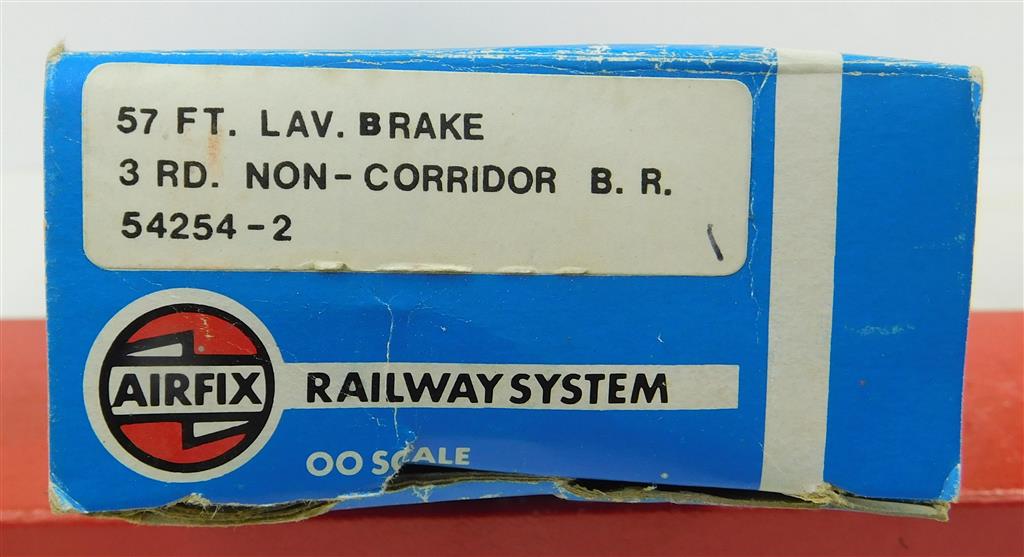 57 FT. LAV. BRAKE
3 RD. NON-CORRIDOR B. R.
54254-2
AIRFIX
RAILWAY SYSTEM
OO SCALE